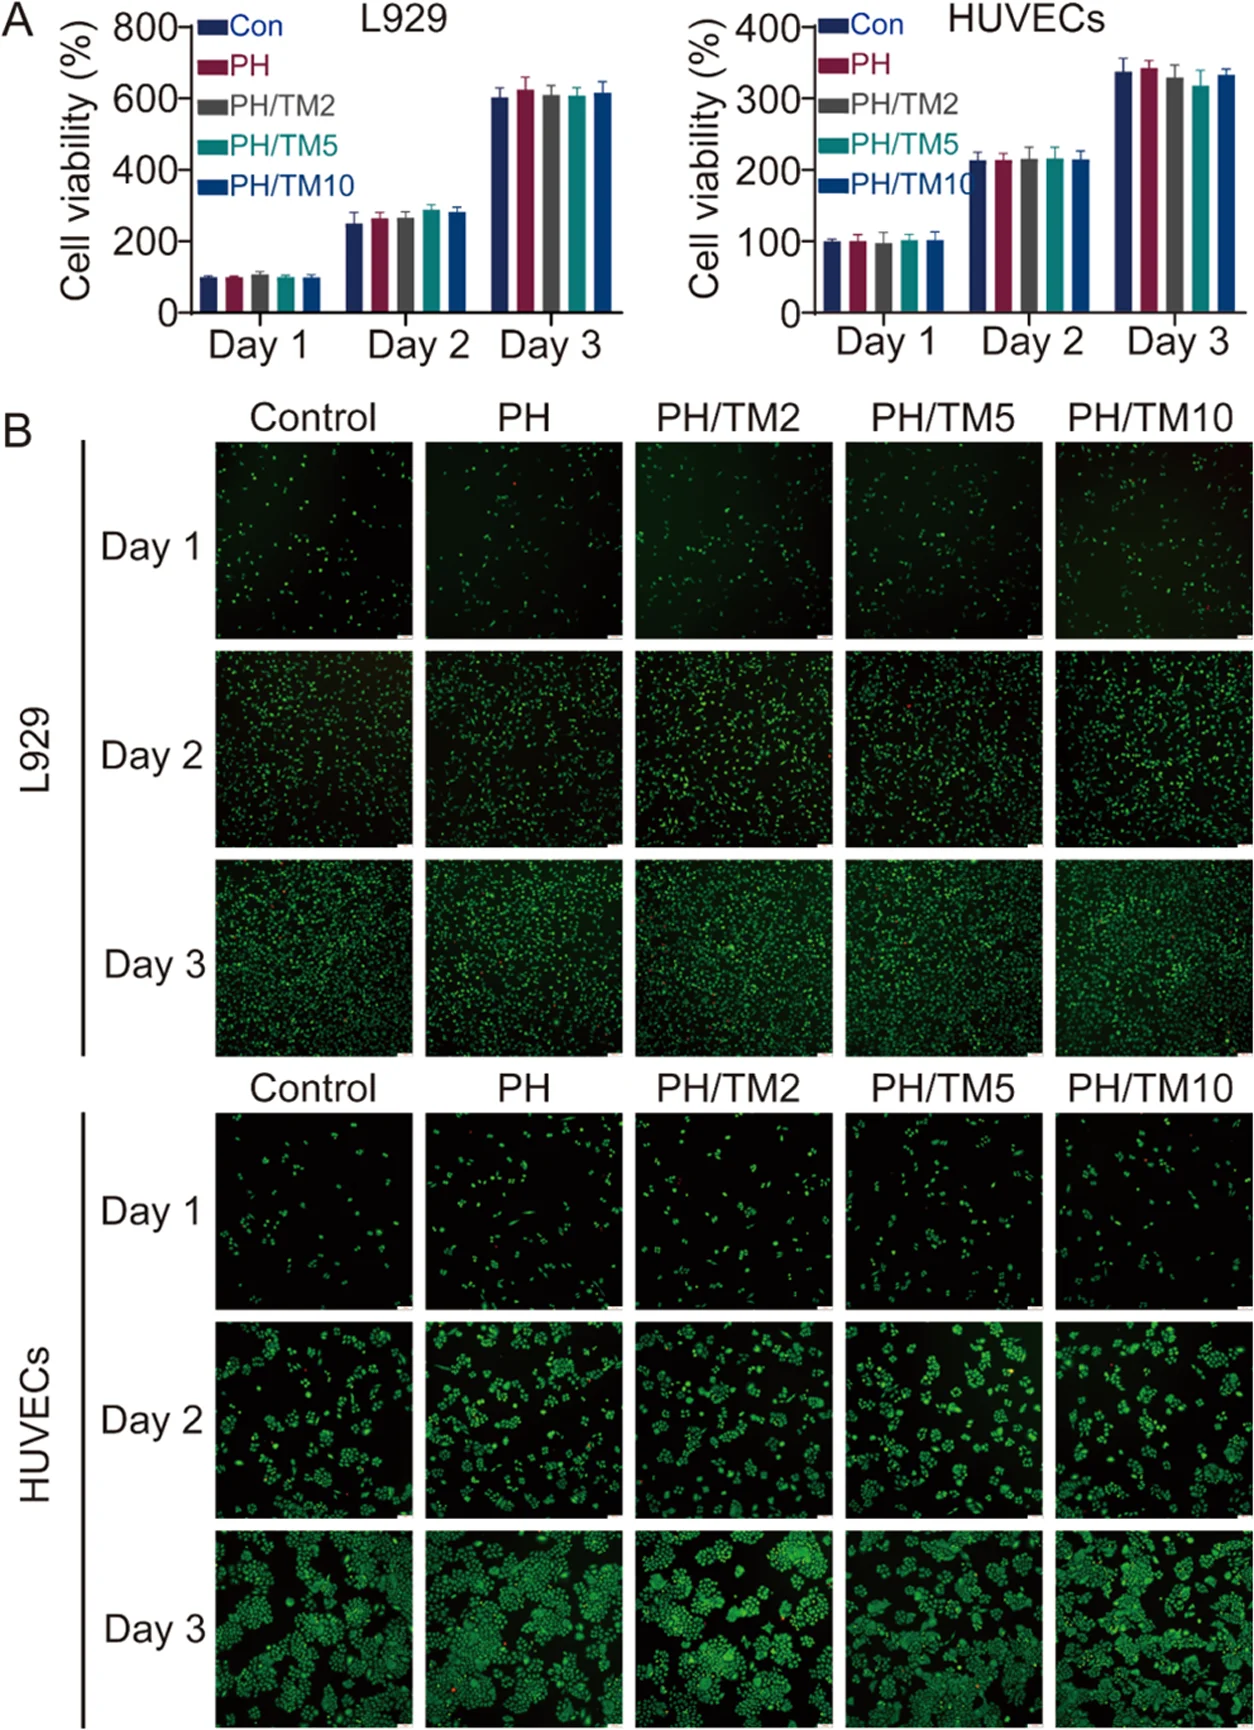 A
L929
Cell viability (%)
800
600
400
200
0
Con
PH
PH/TM2
PH/TM5
PH/TM10
Day 1
Day 2
Day 3
HUVECs
Cell viability (%)
400
300
200
100
0
Con
PH
PH/TM2
PH/TM5
PH/TM10
Day 1
Day 2
Day 3
B
Control
PH
PH/TM2
PH/TM5
PH/TM10
L929
Day 1
Day 2
Day 3
Control
PH
PH/TM2
PH/TM5
PH/TM10
HUVECs
Day 1
Day 2
Day 3